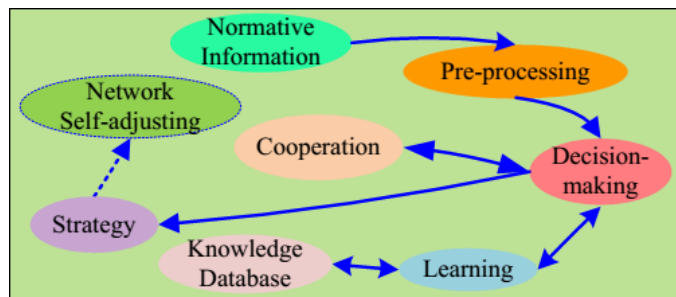 Normative
Information
Pre-processing
Network
Self-adjusting
Cooperation
Decision-
making
Strategy
Knowledge
Database
Learning